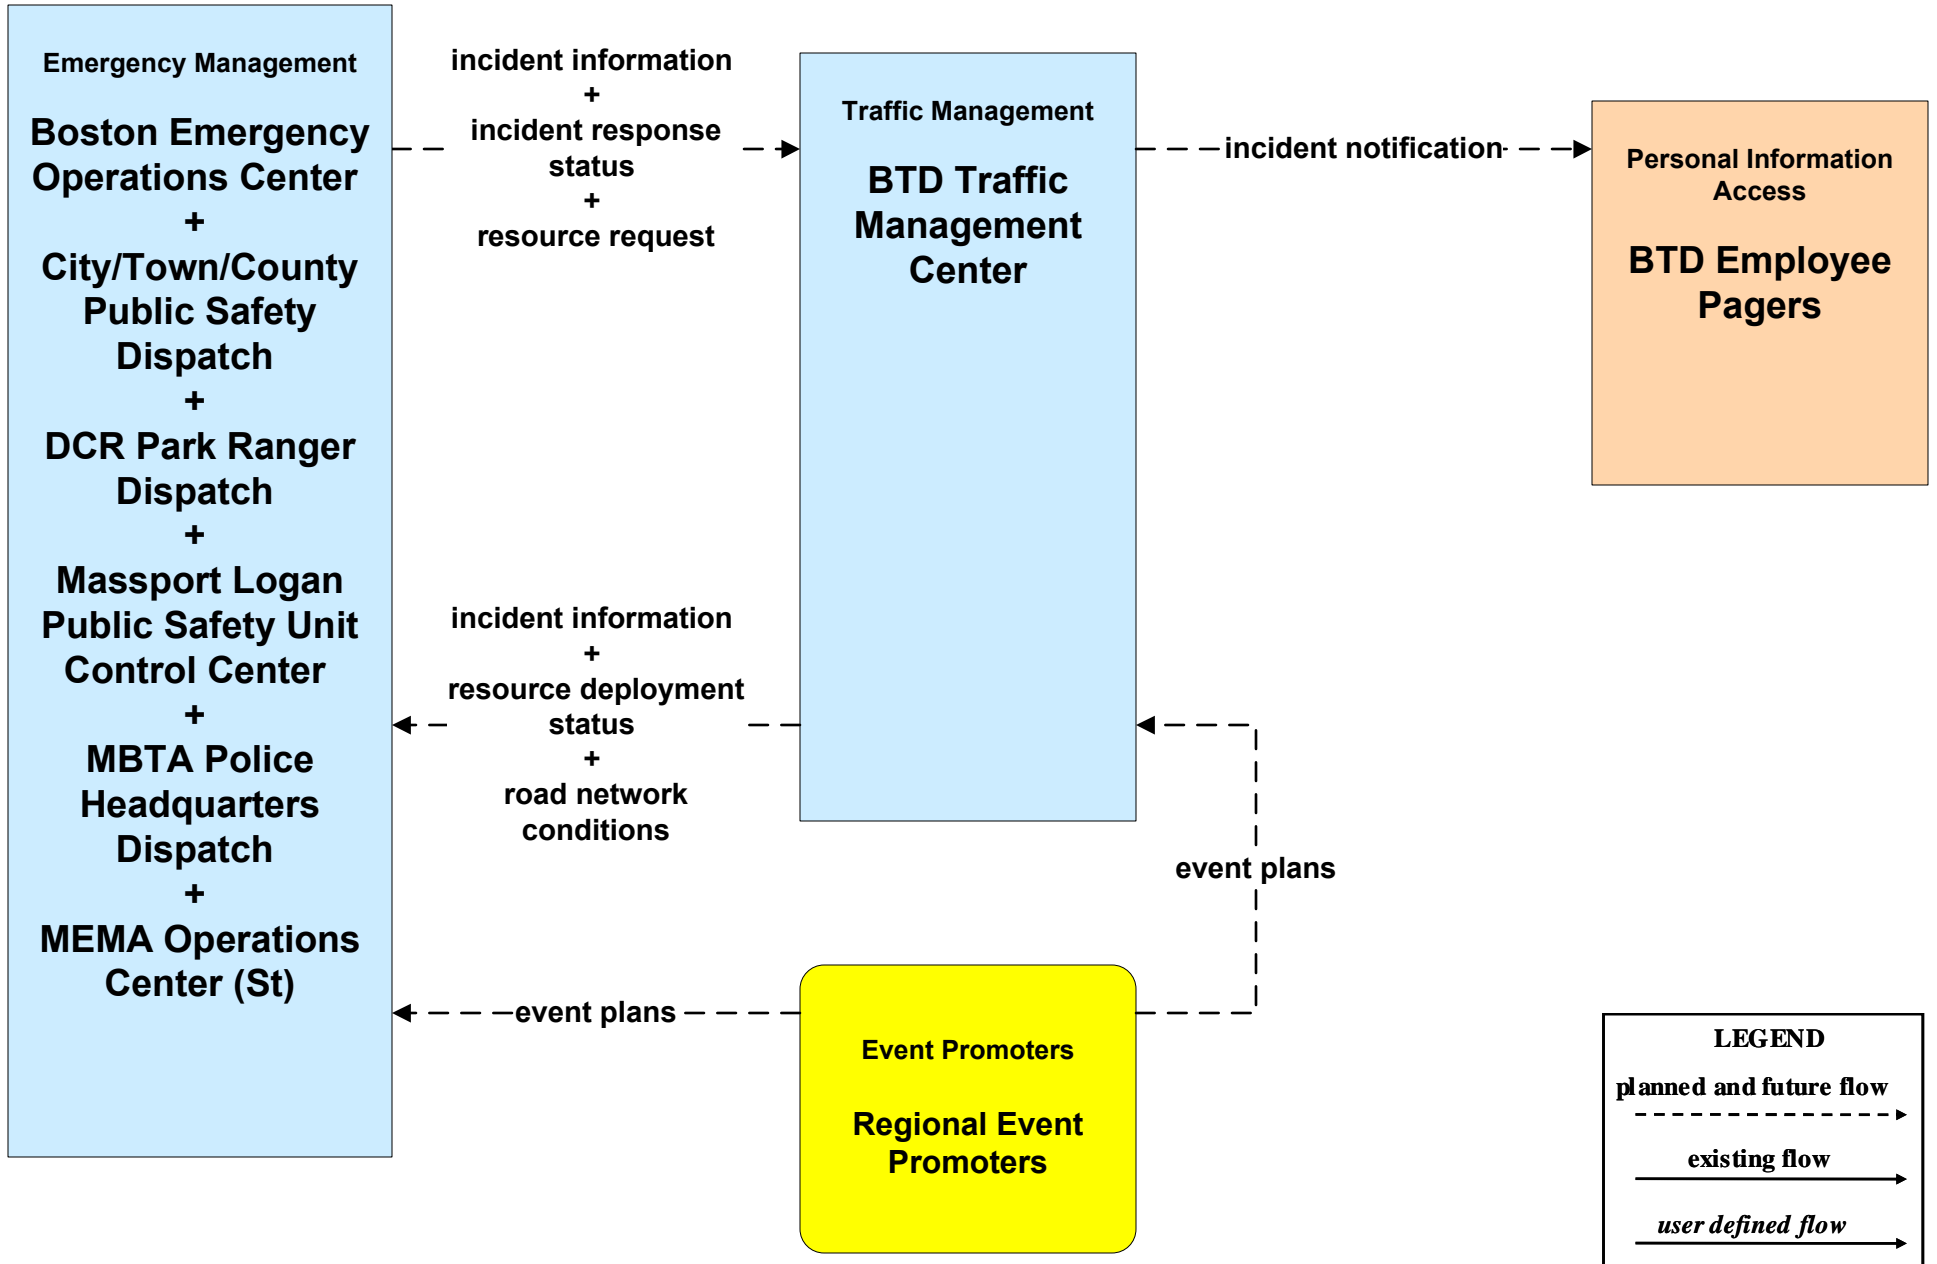 Emergency Management
Boston Emergency
Operations Center
+
City/Town/County
Public Safety
Dispatch
+
DCR Park Ranger
Dispatch
+
Massport Logan
Public Safety Unit
Control Center
+
MBTA Police
Headquarters
Dispatch
+
MEMA Operations
Center (St)
incident information
+
incident response
status
+
resource request
Traffic Management
BTD Traffic
Management
Center
incident notification
Personal Information
Access
BTD Employee
Pagers
incident information
+
resource deployment
status
+
road network
conditions
event plans
event plans
Event Promoters
Regional Event
Promoters
LEGEND
planned and future flow
existing flow
user defined flow